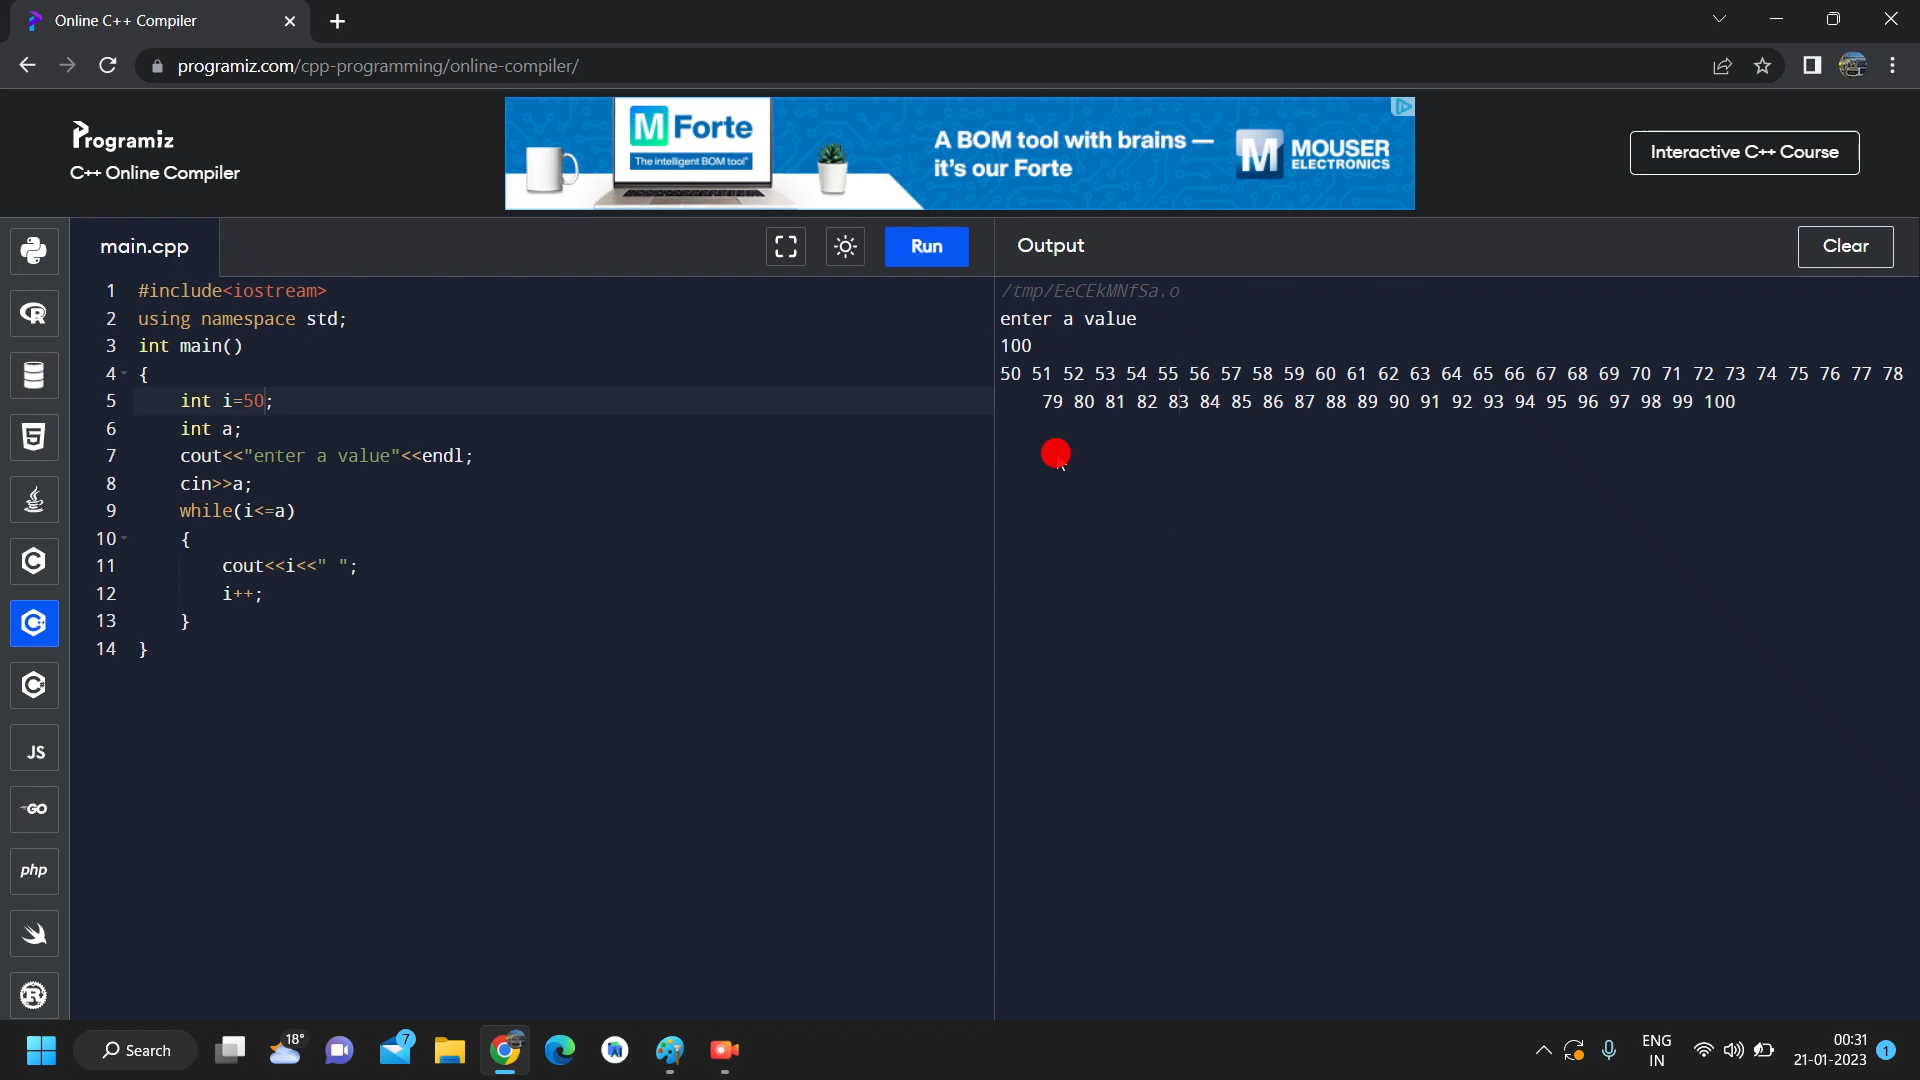 Online C++ Compiler
programiz.com/cpp-programming/online-compiler/
Programiz
C++ Online Compiler
M Forte
The intelligent BOM tool™
A BOM tool with brains —
it's our Forte
M MOUSER
ELECTRONICS
Interactive C++ Course
main.cpp
Run
Output
Clear
1 #include<iostream>
2 using namespace std;
3 int main()
4 {
5 int i=50;
6 int a;
7 cout<<"enter a value"<<endl;
8 cin>>a;
9 while(i<=a)
10 {
11 cout<<i<<" ";
12 i++;
13 }
14 }
/tmp/EeCEkMNfSa.o
enter a value
100
50 51 52 53 54 55 56 57 58 59 60 61 62 63 64 65 66 67 68 69 70 71 72 73 74 75 76 77 78
79 80 81 82 83 84 85 86 87 88 89 90 91 92 93 94 95 96 97 98 99 100
R
5
C
C
C
JS
GO
php
R
Search
18°
7
ENG
IN
00:31
21-01-2023
1